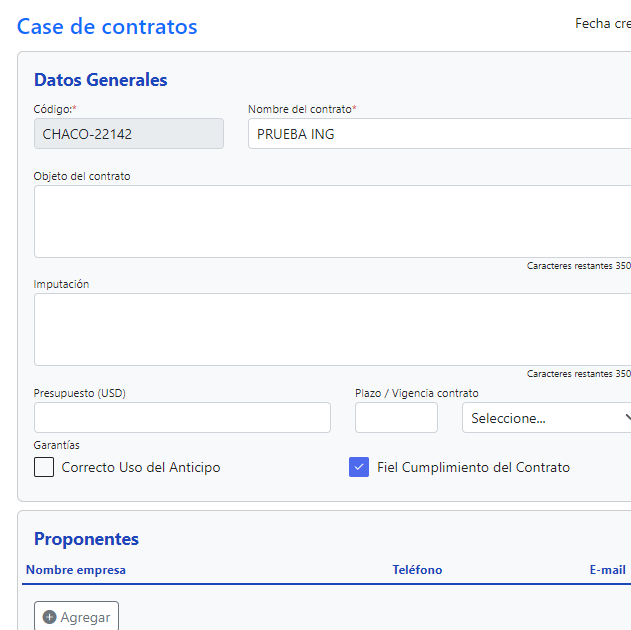 Case de contratos
Fecha cre
Datos Generales
Código:* Nombre del contrato*
CHACO-22142 PRUEBA ING
Objeto del contrato
Caracteres restantes 350
Imputación
Caracteres restantes 350
Presupuesto (USD) Plazo / Vigencia contrato
Seleccione...
Garantías
Correcto Uso del Anticipo Fiel Cumplimiento del Contrato
Proponentes
Nombre empresa Teléfono E-mail
Agregar